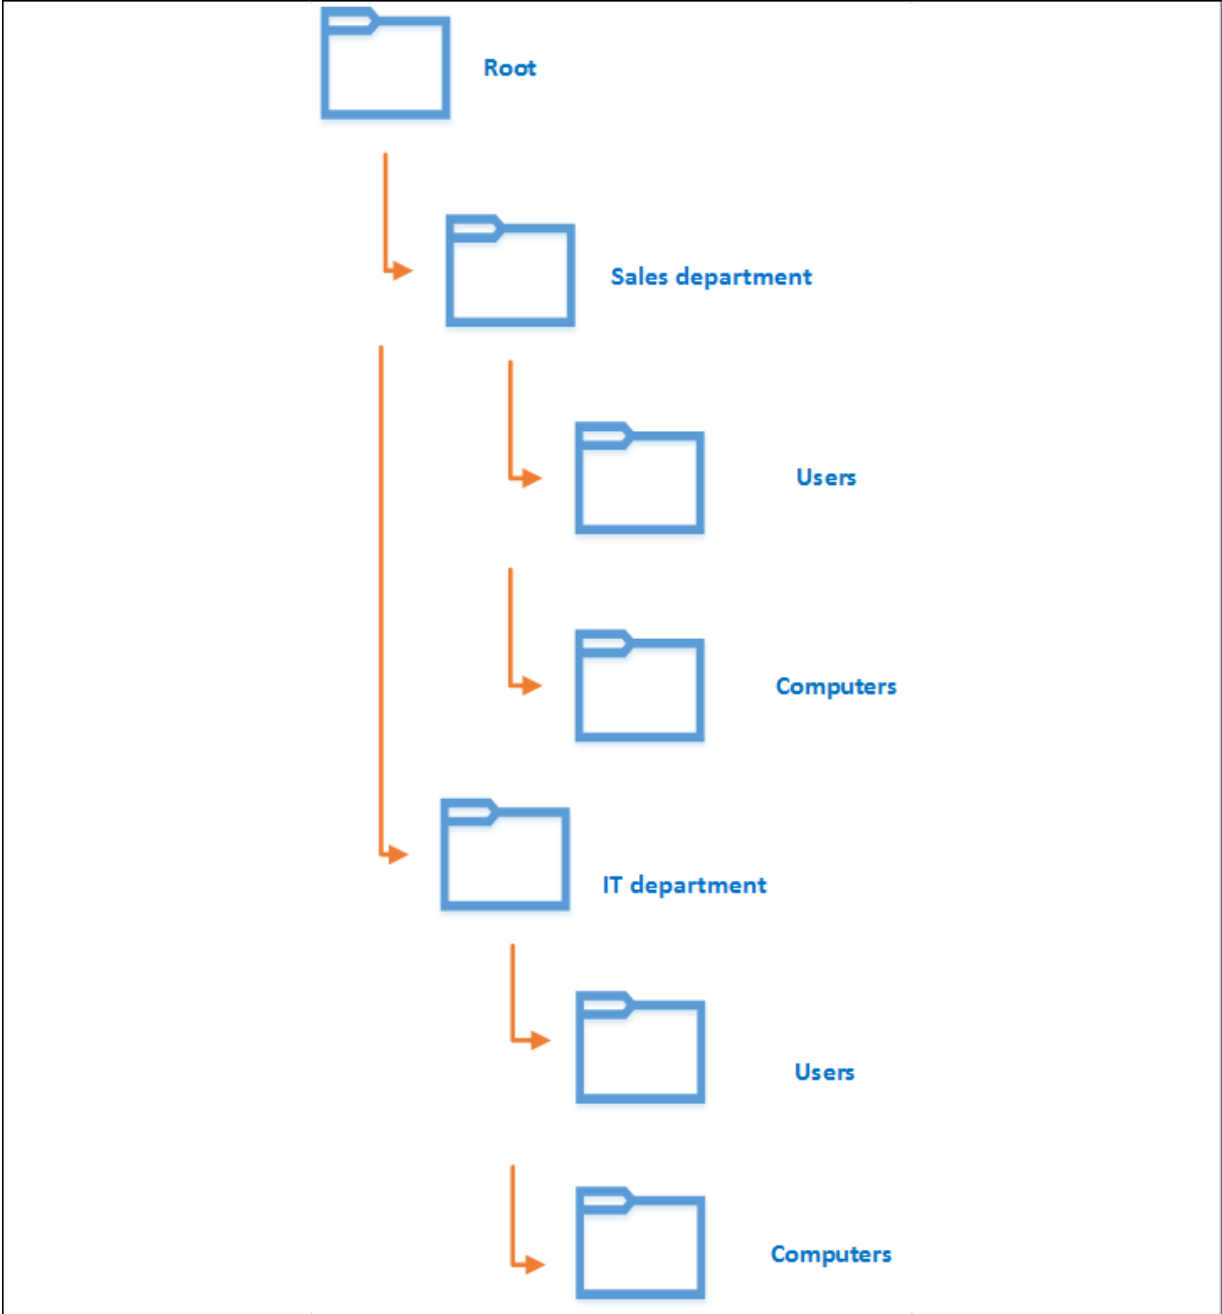 Root
Sales department
Users
Computers
IT department
Users
Computers